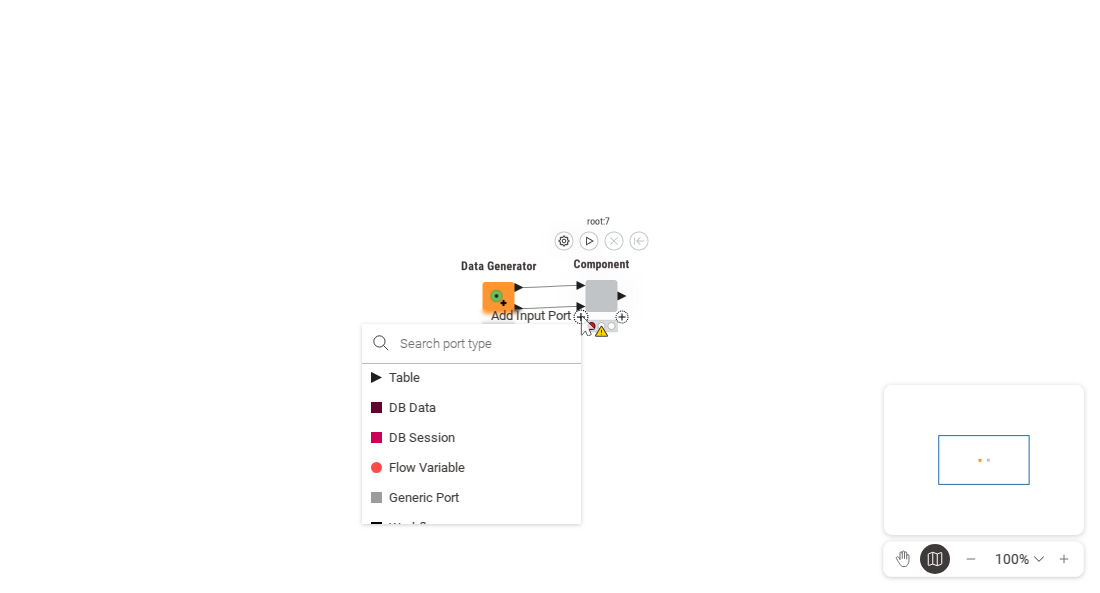 root:7
Data Generator
Component
Add Input Port
Search port type
Table
DB Data
DB Session
Flow Variable
Generic Port
100%